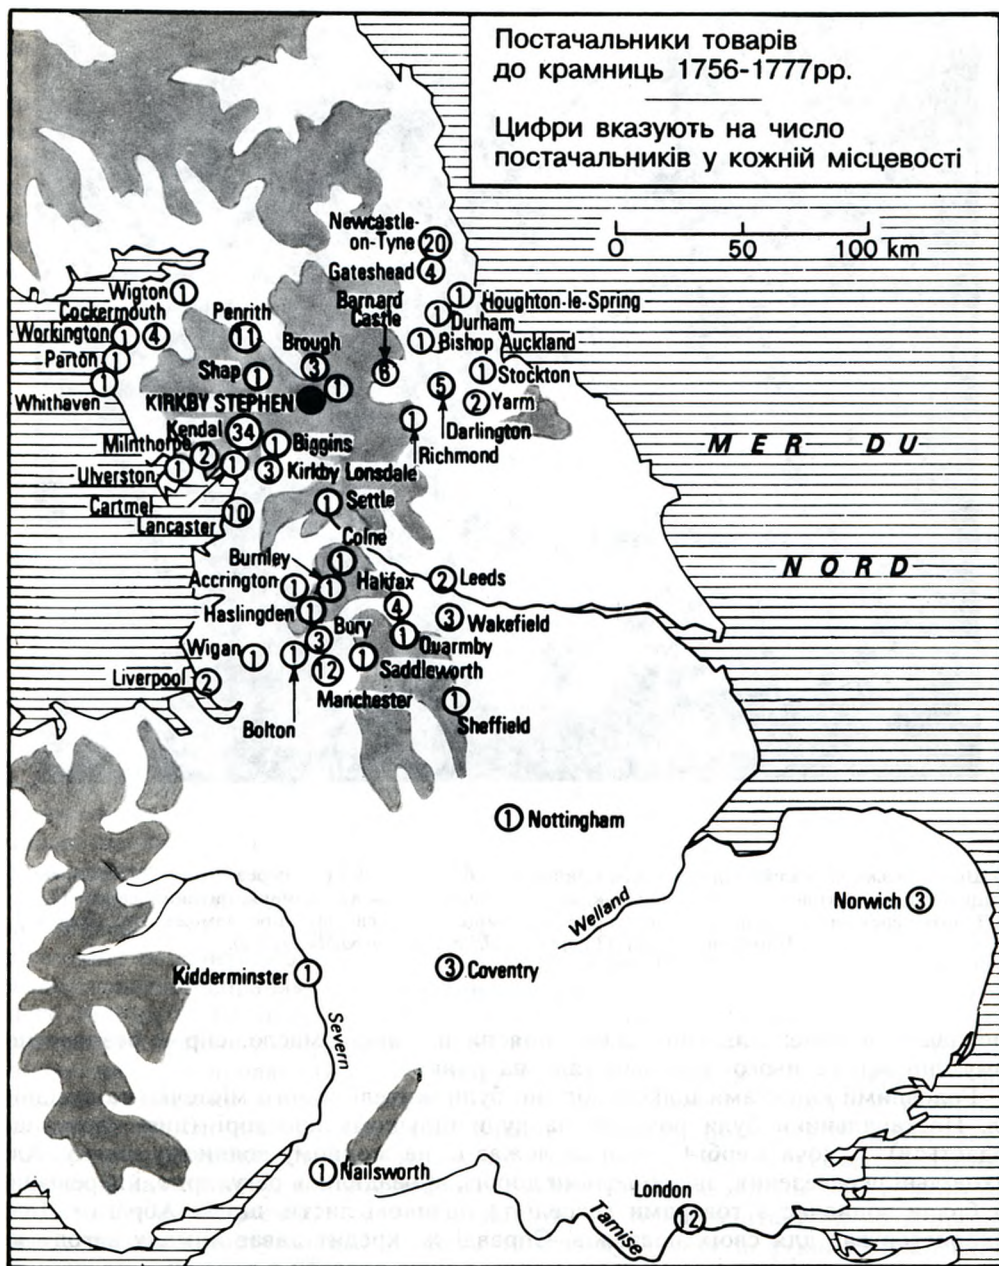 Постачальники товарів
до крамниць 1756-1777рр.
Цифри вказують на число
постачальників у кожній місцевості
0 50 100 km
Newcastle-
on-Tyne 20
Gateshead 4
Wigton 1
1 Houghton-le-Spring
Barnard
Castle
6
1 Durham
Cockermouth
4
Workington 1
Penrith
11
1 Bishop Auckland
Parton 1
Brough
3
Shap 1
1
1 Stockton
1
Whithaven
5
Darlington
2 Yarm
KIRKBY STEPHEN
1
Richmond
Kendal 34
1 Biggins
Milnthorpe 2
Ulverston 1
1
3 Kirkby Lonsdale
Cartmel
Lancaster 10
1 Settle
MER DU
NORD
Colne
1
Burnley
1
Accrington 1
Halifax
4
2 Leeds
Haslingden 1
3 Wakefield
Bury
3
1 Quarmby
Wigan 1
1
12
1 Saddleworth
Liverpool 2
Manchester
1
Sheffield
Bolton
1 Nottingham
Welland
Norwich 3
Kidderminster 1
3 Coventry
Severn
1 Nailsworth
London
12
Tamise